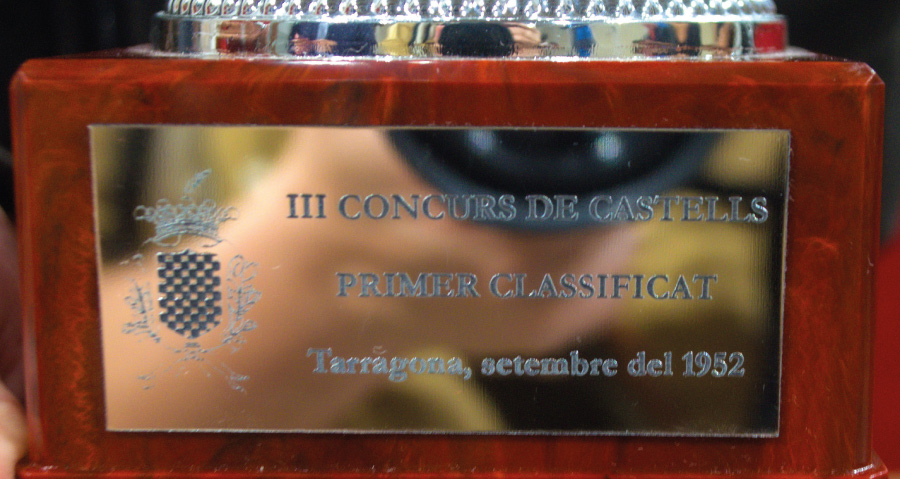 III CONCURS DE CASTELLS
PRIMER CLASSIFICAT
Tarragona, setembre del 1952